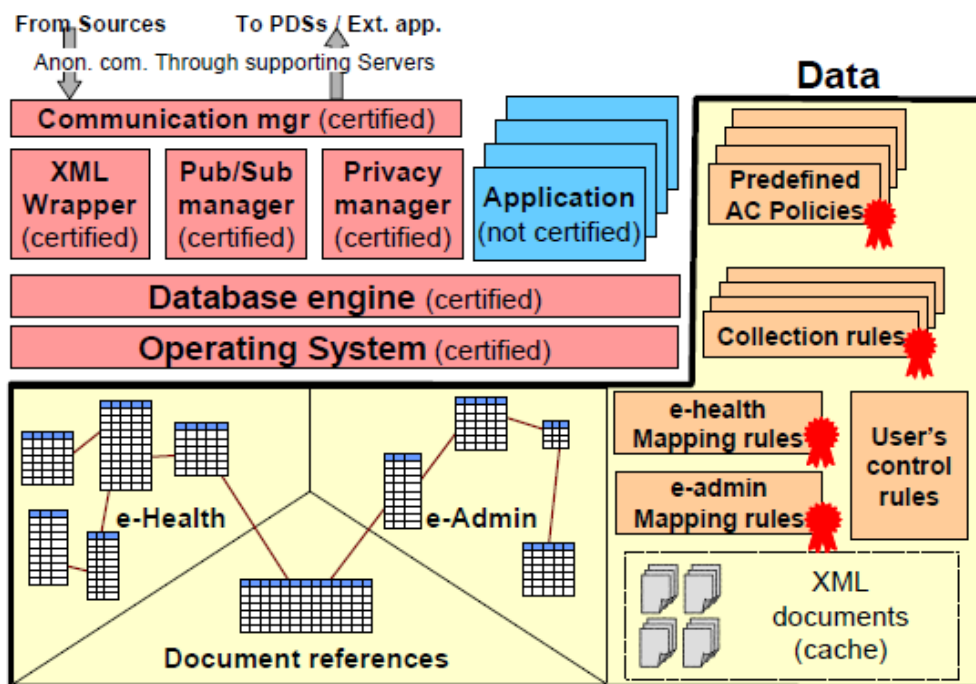 From Sources
To PDSs / Ext. app.
Anon. com. Through supporting Servers
Data
Communication mgr (certified)
XML
Wrapper
(certified)
Pub/Sub
manager
(certified)
Privacy
manager
(certified)
Application
(not certified)
Predefined
AC Policies
Database engine (certified)
Operating System (certified)
Collection rules
e-health
Mapping rules
e-admin
Mapping rules
User's
control
rules
e-Health
e-Admin
Document references
XML
documents
(cache)